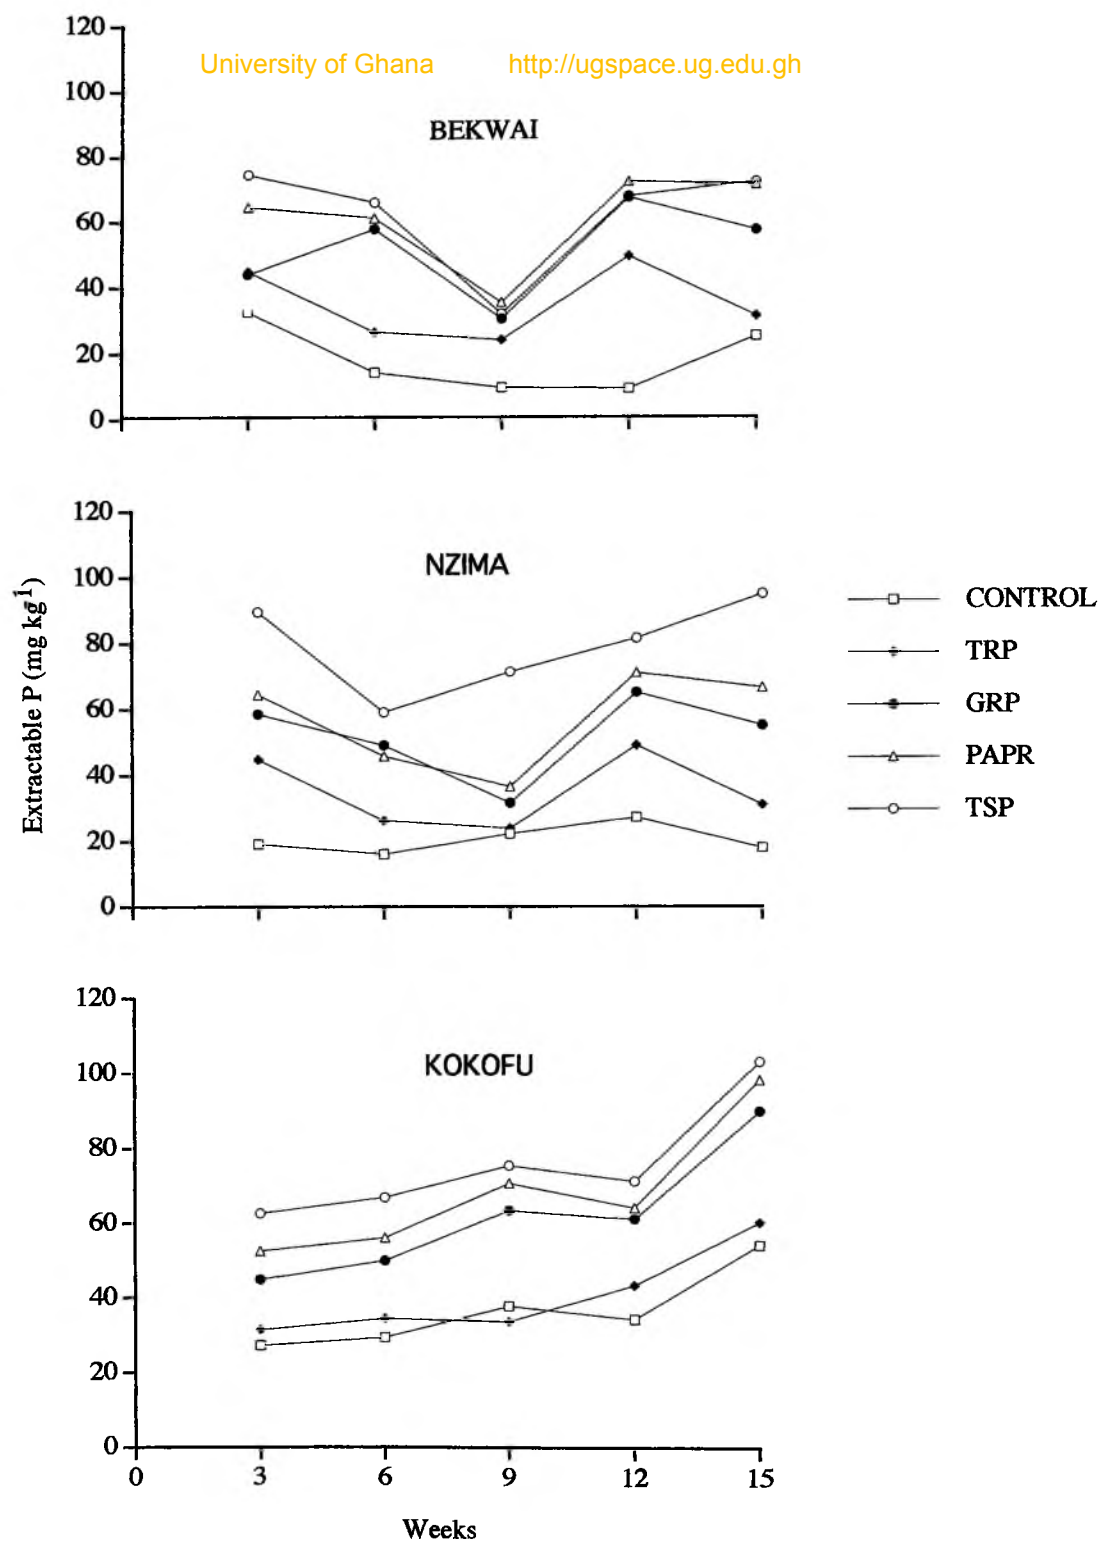 120
University of Ghana http://ugspace.ug.edu.gh
100
BEKWAI
80
60
40
20
0
120
NZIMA
100
80
60
40
20
0
Extractable P (mg kg1)
CONTROL
TRP
GRP
PAPR
TSP
120
KOKOFU
100
80
60
40
20
0
0 3 6 9 12 15
Weeks